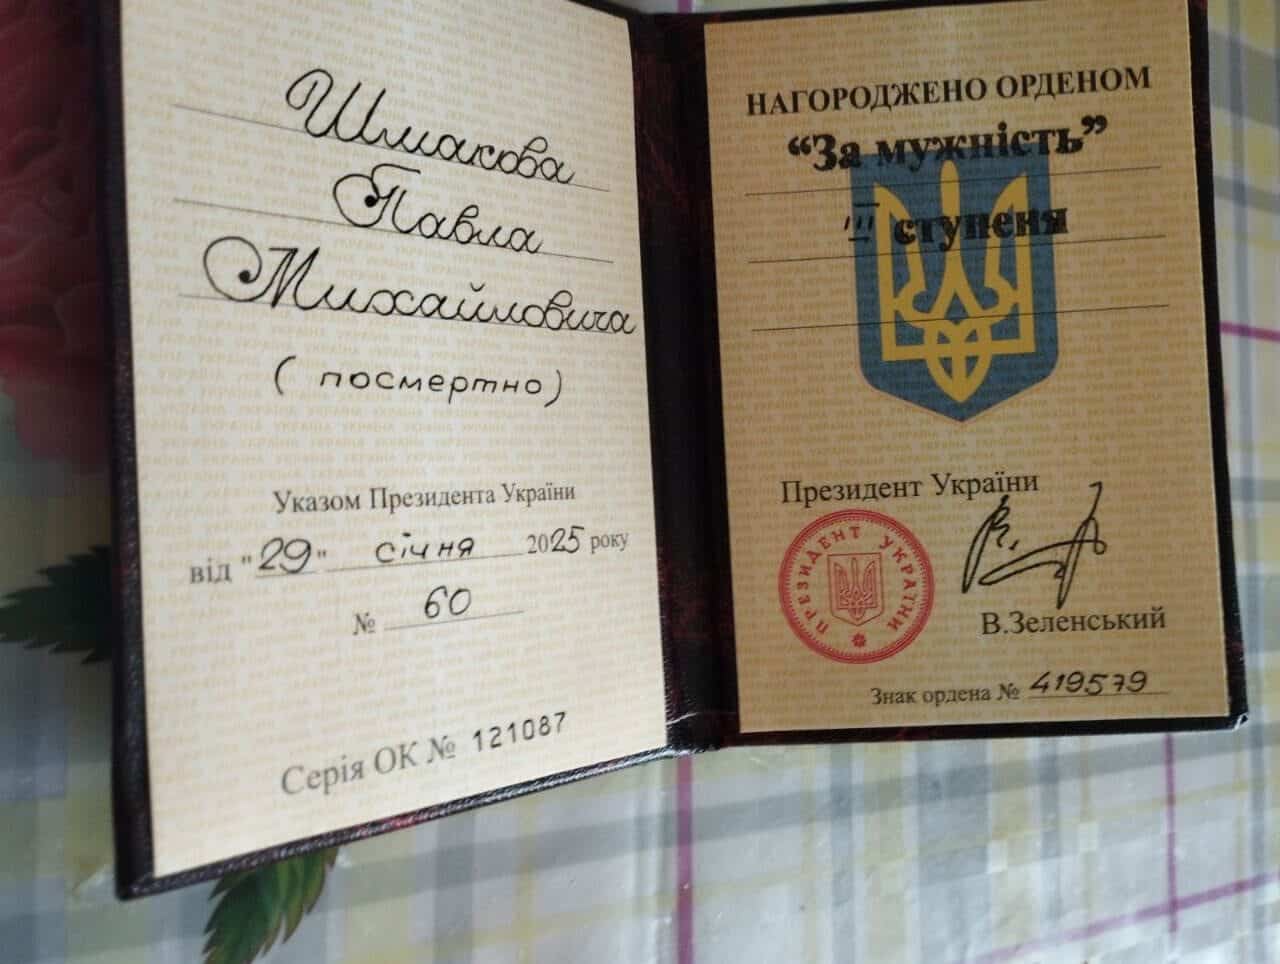 Шмакова
Павла
Михайловича
(посмертно)
Указом Президента України
від "29" січня 2025 року
№ 60
Серія ОК № 121087
НАГОРОДЖЕНО ОРДЕНОМ
“За мужність”
III ступеня
Президент України
ПРЕЗИДЕНТ УКРАЇНИ
В.Зеленський
Знак ордена № 419579